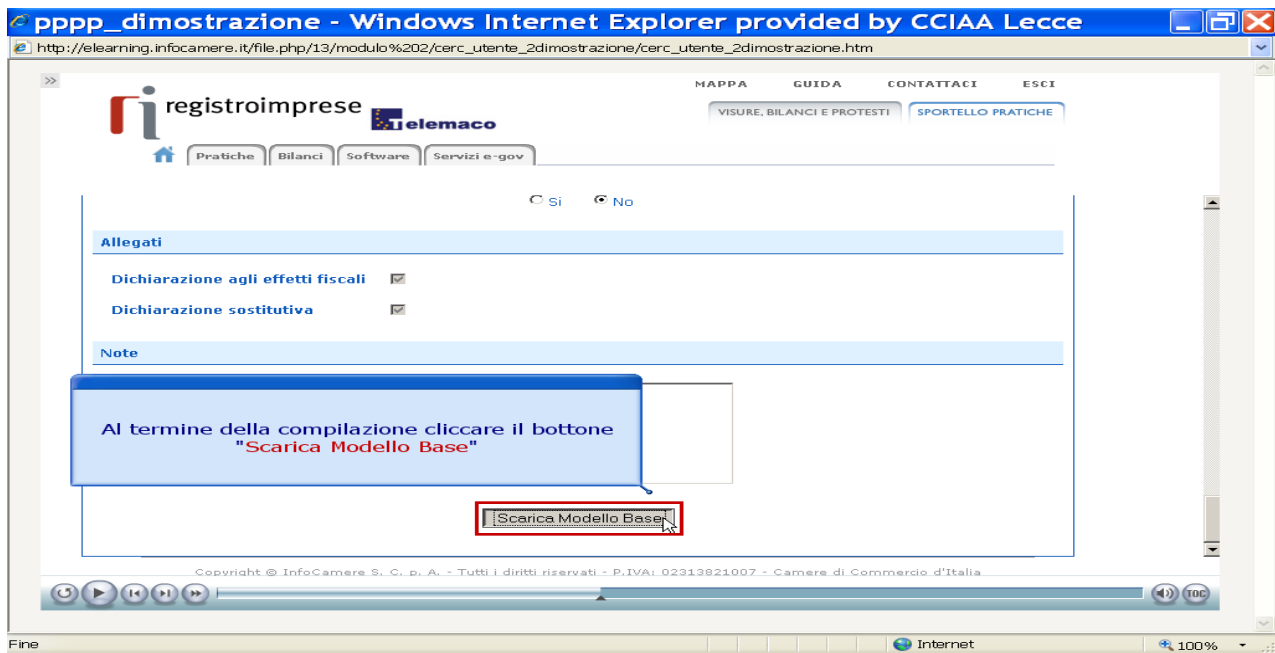 pppp_dimostrazione - Windows Internet Explorer provided by CCIAA Lecce
http://elearning.infocamere.it/file.php/13/modulo%202/cerc_utente_2dimostrazione/cerc_utente_2dimostrazione.htm
MAPPA GUIDA CONTATTACI ESCI
registroimprese Telemaco
VISURE, BILANCI E PROTESTI SPORTELLO PRATICHE
Pratiche Bilanci Software Servizi e-gov
Si No
Allegati
Dichiarazione agli effetti fiscali
Dichiarazione sostitutiva
Note
Al termine della compilazione cliccare il bottone
"Scarica Modello Base"
Scarica Modello Base
Copyright © InfoCamere S. C. p. A. - Tutti i diritti riservati - P.IVA: 02313821007 - Camere di Commercio d'Italia
TOC
Fine Internet 100%